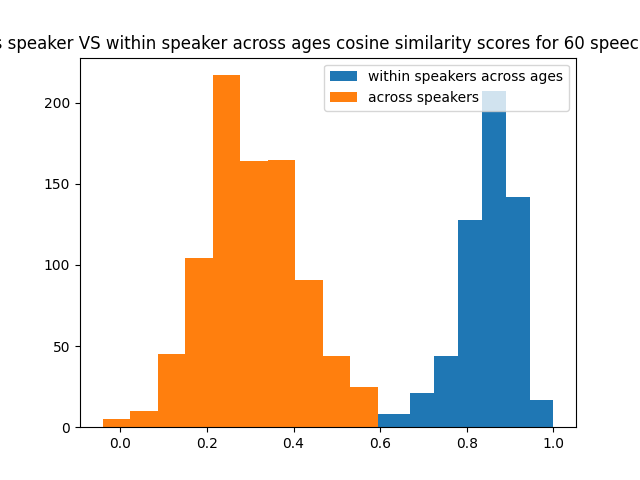 s speaker VS within speaker across ages cosine similarity scores for 60 speec
within speakers across ages
across speakers
200
150
100
50
0
0.0 0.2 0.4 0.6 0.8 1.0